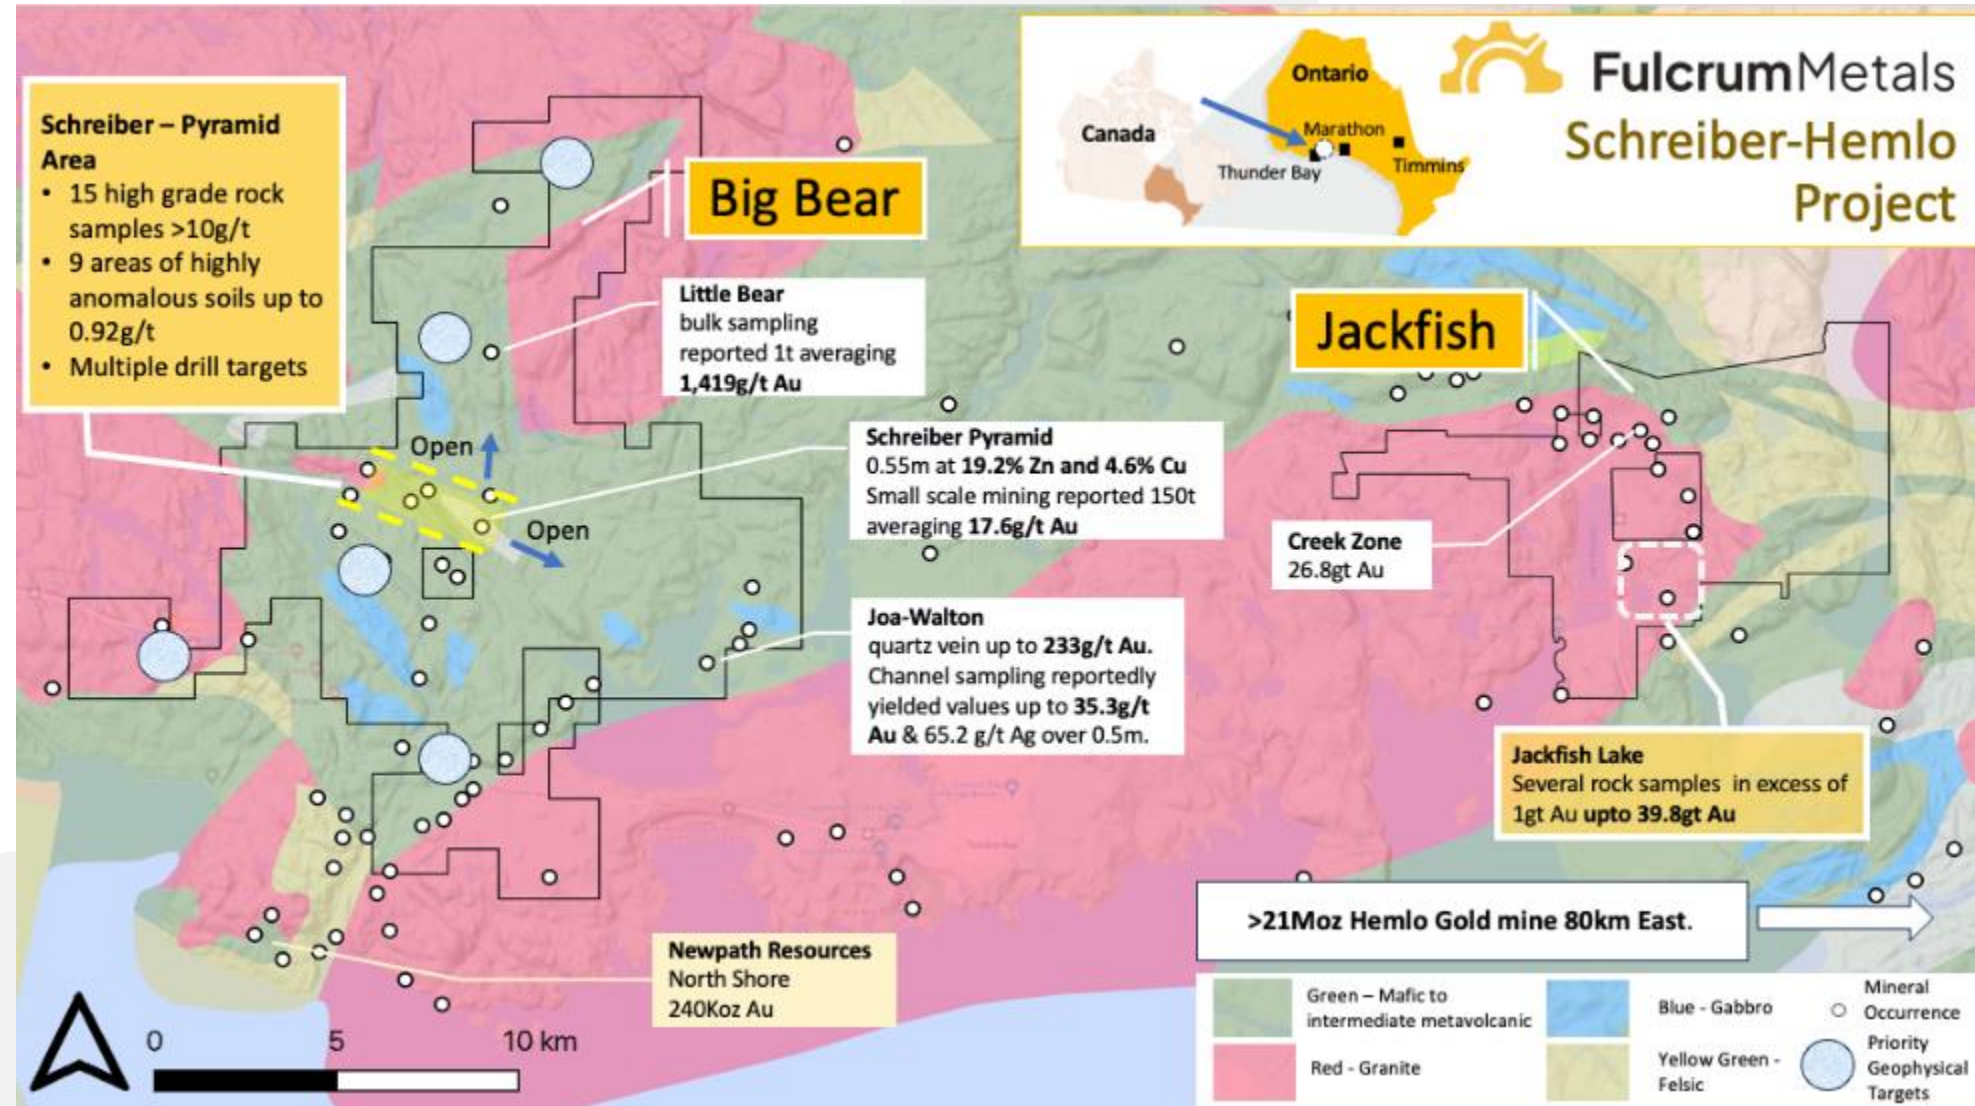 Schreiber – Pyramid
Area
• 15 high grade rock
samples >10g/t
• 9 areas of highly
anomalous soils up to
0.92g/t
• Multiple drill targets
Big Bear
Canada
Ontario
Marathon
Thunder Bay
Timmins
FulcrumMetals
Schreiber-Hemlo
Project
Little Bear
bulk sampling
reported 1t averaging
1,419g/t Au
Jackfish
Open
Open
Schreiber Pyramid
0.55m at 19.2% Zn and 4.6% Cu
Small scale mining reported 150t
averaging 17.6g/t Au
Creek Zone
26.8gt Au
Joa-Walton
quartz vein up to 233g/t Au.
Channel sampling reportedly
yielded values up to 35.3g/t
Au & 65.2 g/t Ag over 0.5m.
Jackfish Lake
Several rock samples in excess of
1gt Au upto 39.8gt Au
>21Moz Hemlo Gold mine 80km East.
Newpath Resources
North Shore
240Koz Au
0 5 10 km
Green – Mafic to
intermediate metavolcanic
Red - Granite
Blue - Gabbro
Yellow Green -
Felsic
Mineral
Occurrence
Priority
Geophysical
Targets